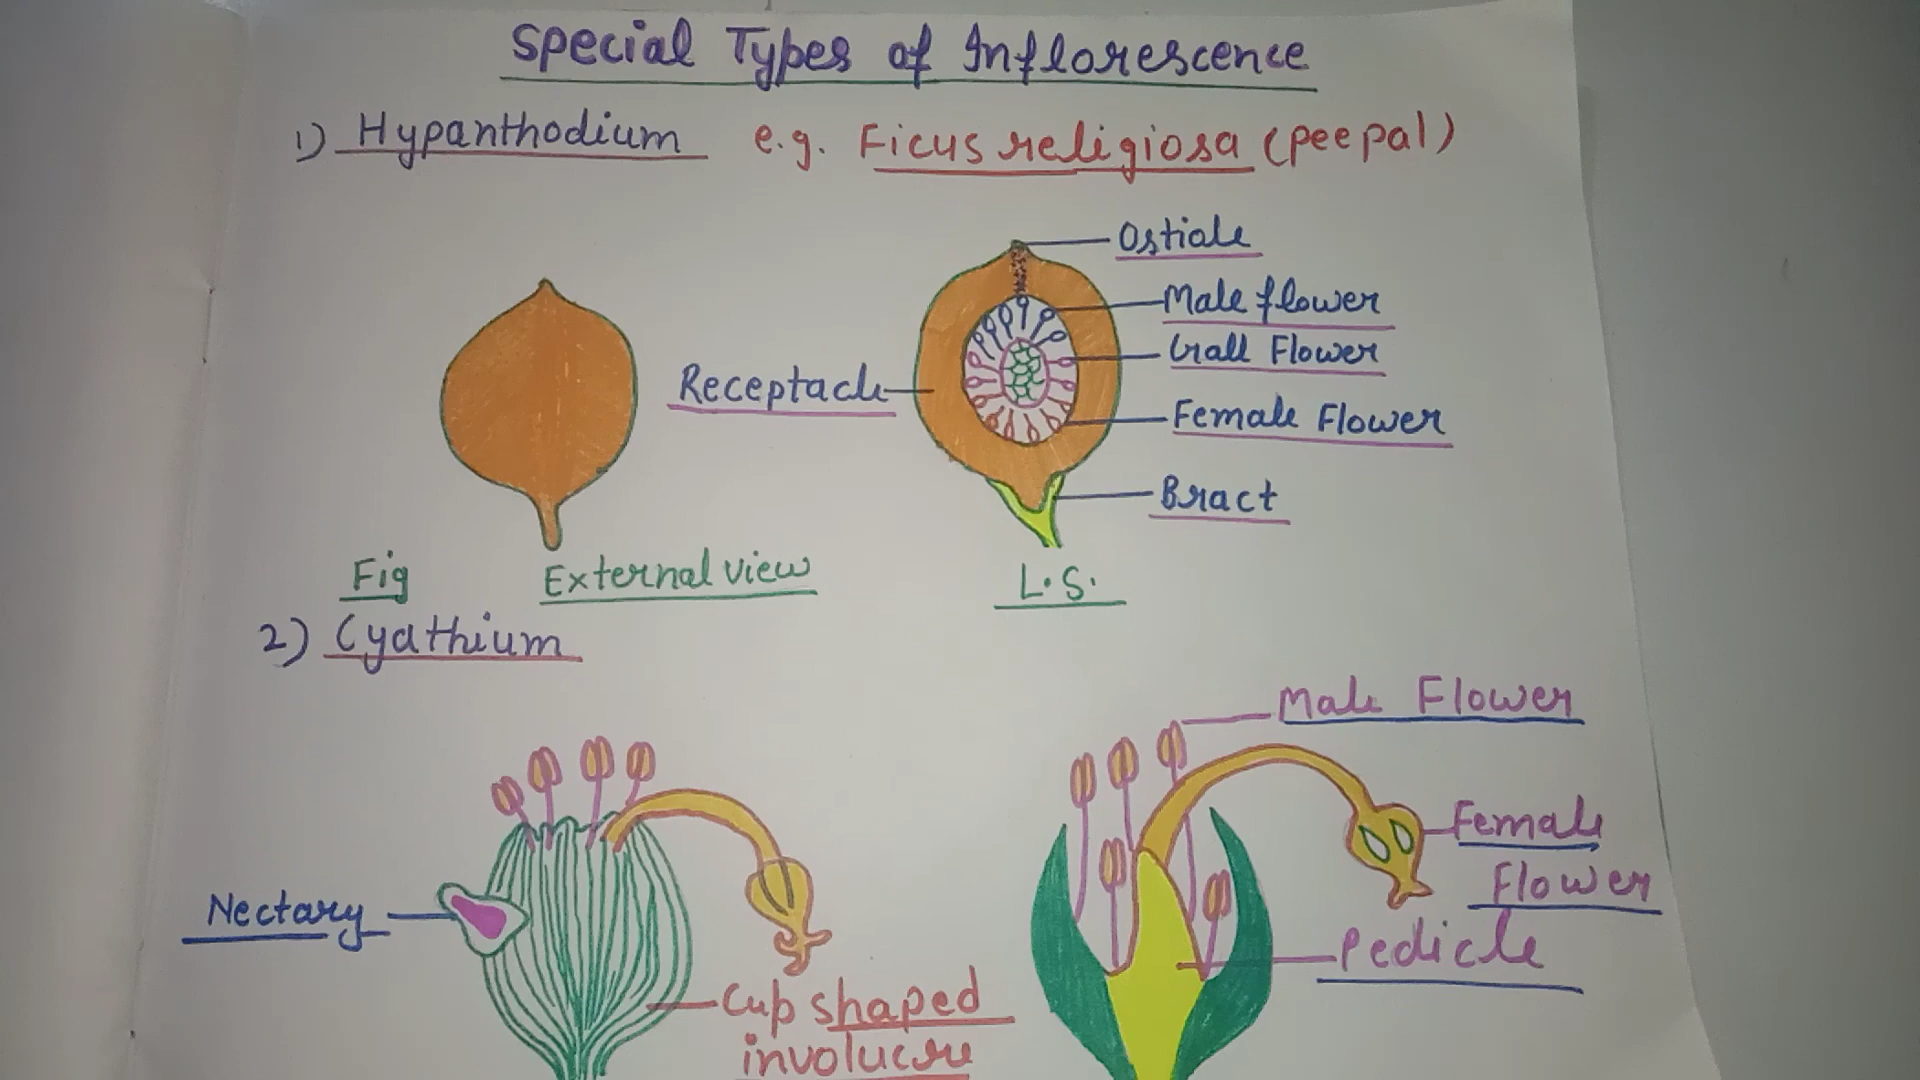 Special Types of Inflorescence
1) Hypanthodium e.g. Ficus religiosa (peepal)
Ostiale
Male flower
Gall Flower
Receptacle
Female Flower
Bract
Fig External view L.S.
2) Cyathium
Male Flower
Female
Flower
Nectary
Pedicle
Cup shaped
involucre